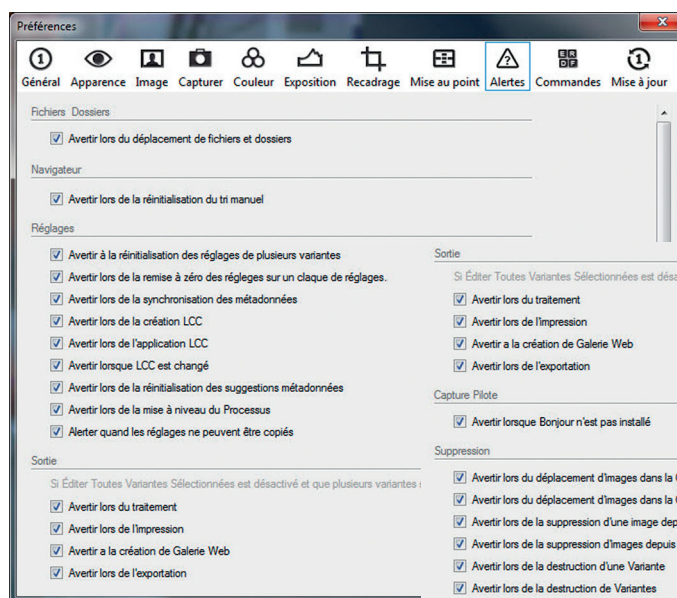 Préférences
Général Apparence Image Capturer Couleur Exposition Recadrage Mise au point Alertes Commandes Mise à jour
Fichiers Dossiers
Avertir lors du déplacement de fichiers et dossiers
Navigateur
Avertir lors de la réinitialisation du tri manuel
Réglages
Avertir à la réinitialisation des réglages de plusieurs variantes
Avertir lors de la remise à zéro des régleges sur un claque de réglages.
Avertir lors de la synchronisation des métadonnées
Avertir lors de la création LCC
Avertir lors de l'application LCC
Avertir lorsque LCC est changé
Avertir lors de la réinitialisation des suggestions métadonnées
Avertir lors de la mise à niveau du Processus
Alerter quand les réglages ne peuvent être copiés
Sortie
Si Éditer Toutes Variantes Sélectionnées est désactivé et que plusieurs variantes
Avertir lors du traitement
Avertir lors de l'impression
Avertir a la création de Galerie Web
Avertir lors de l'exportation
Sortie
Si Éditer Toutes Variantes Sélectionnées est désa
Avertir lors du traitement
Avertir lors de l'impression
Avertir a la création de Galerie Web
Avertir lors de l'exportation
Capture Pilote
Avertir lorsque Bonjour n'est pas installé
Suppression
Avertir lors du déplacement d'images dans la
Avertir lors du déplacement d'images dans la
Avertir lors de la suppression d'une image dep
Avertir lors de la suppression d'images depuis
Avertir lors de la destruction d'une Variante
Avertir lors de la destruction de Variantes